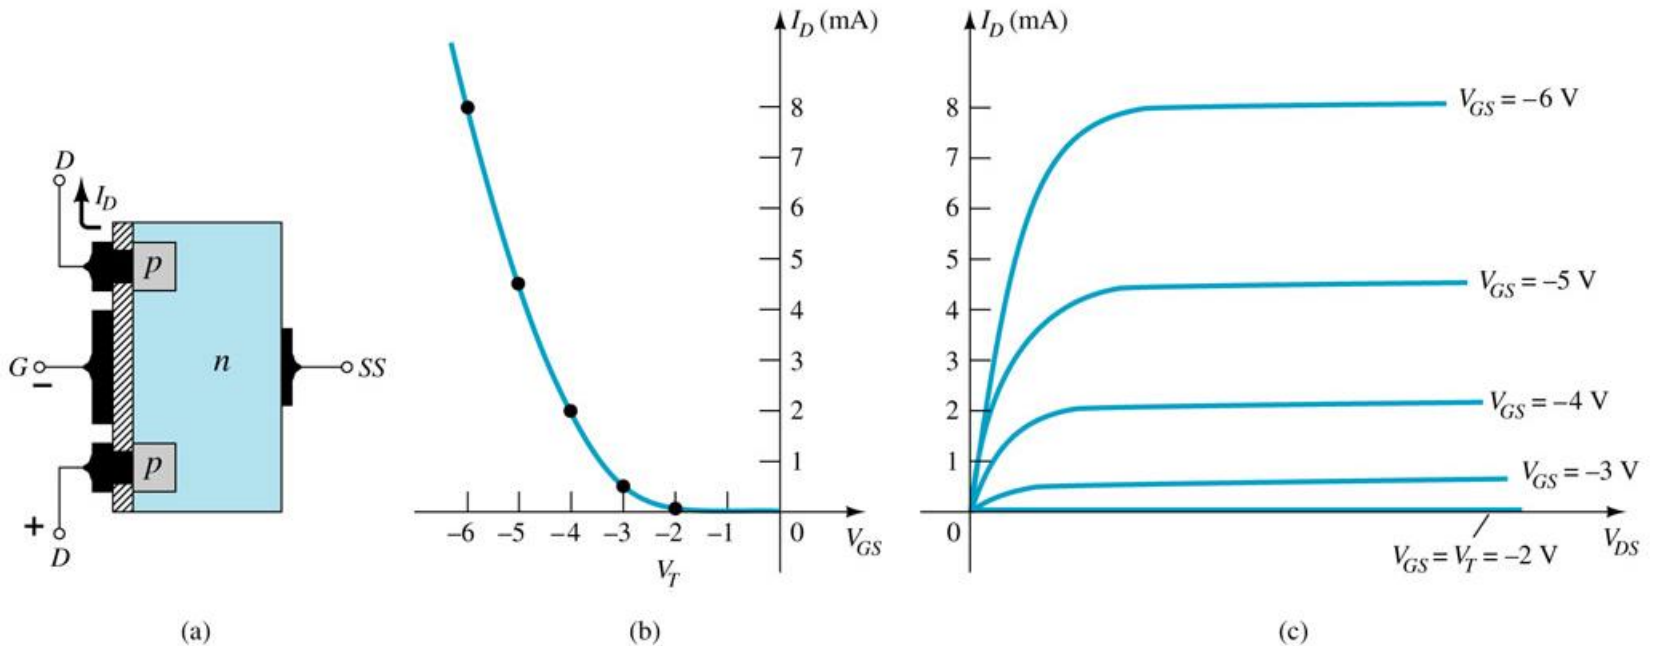 D
I_D
p
G
−
n
SS
p
+
D
(a)
I_D (mA)
8
7
6
5
4
3
2
1
−6 −5 −4 −3 −2 −1 0
V_GS
V_T
(b)
I_D (mA)
8
7
6
5
4
3
2
1
0
V_GS = −6 V
V_GS = −5 V
V_GS = −4 V
V_GS = −3 V
V_GS = V_T = −2 V
V_DS
(c)